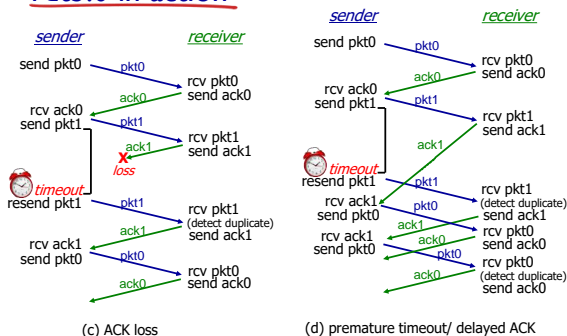 sender
receiver
send pkt0
pkt0
rcv pkt0
send ack0
ack0
rcv ack0
send pkt1
pkt1
rcv pkt1
send ack1
ack1
X
loss
timeout
resend pkt1
pkt1
rcv pkt1
(detect duplicate)
send ack1
ack1
rcv ack1
send pkt0
pkt0
rcv pkt0
send ack0
ack0
(c) ACK loss
sender
receiver
send pkt0
pkt0
rcv pkt0
send ack0
ack0
rcv ack0
send pkt1
pkt1
rcv pkt1
send ack1
ack1
timeout
resend pkt1
pkt1
rcv pkt1
(detect duplicate)
send ack1
rcv ack1
send pkt0
pkt0
ack1
rcv pkt0
send ack0
ack0
rcv ack1
send pkt0
pkt0
rcv pkt0
(detect duplicate)
send ack0
ack0
(d) premature timeout/ delayed ACK